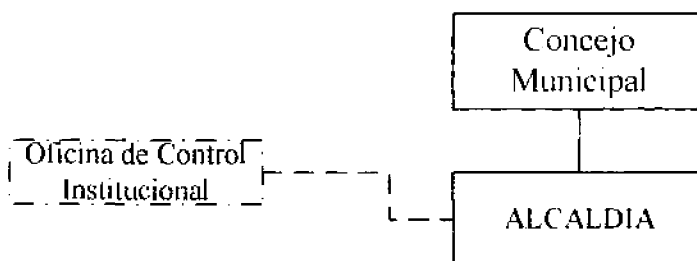 Concejo
Municipal
Oficina de Control
Institucional
ALCALDIA